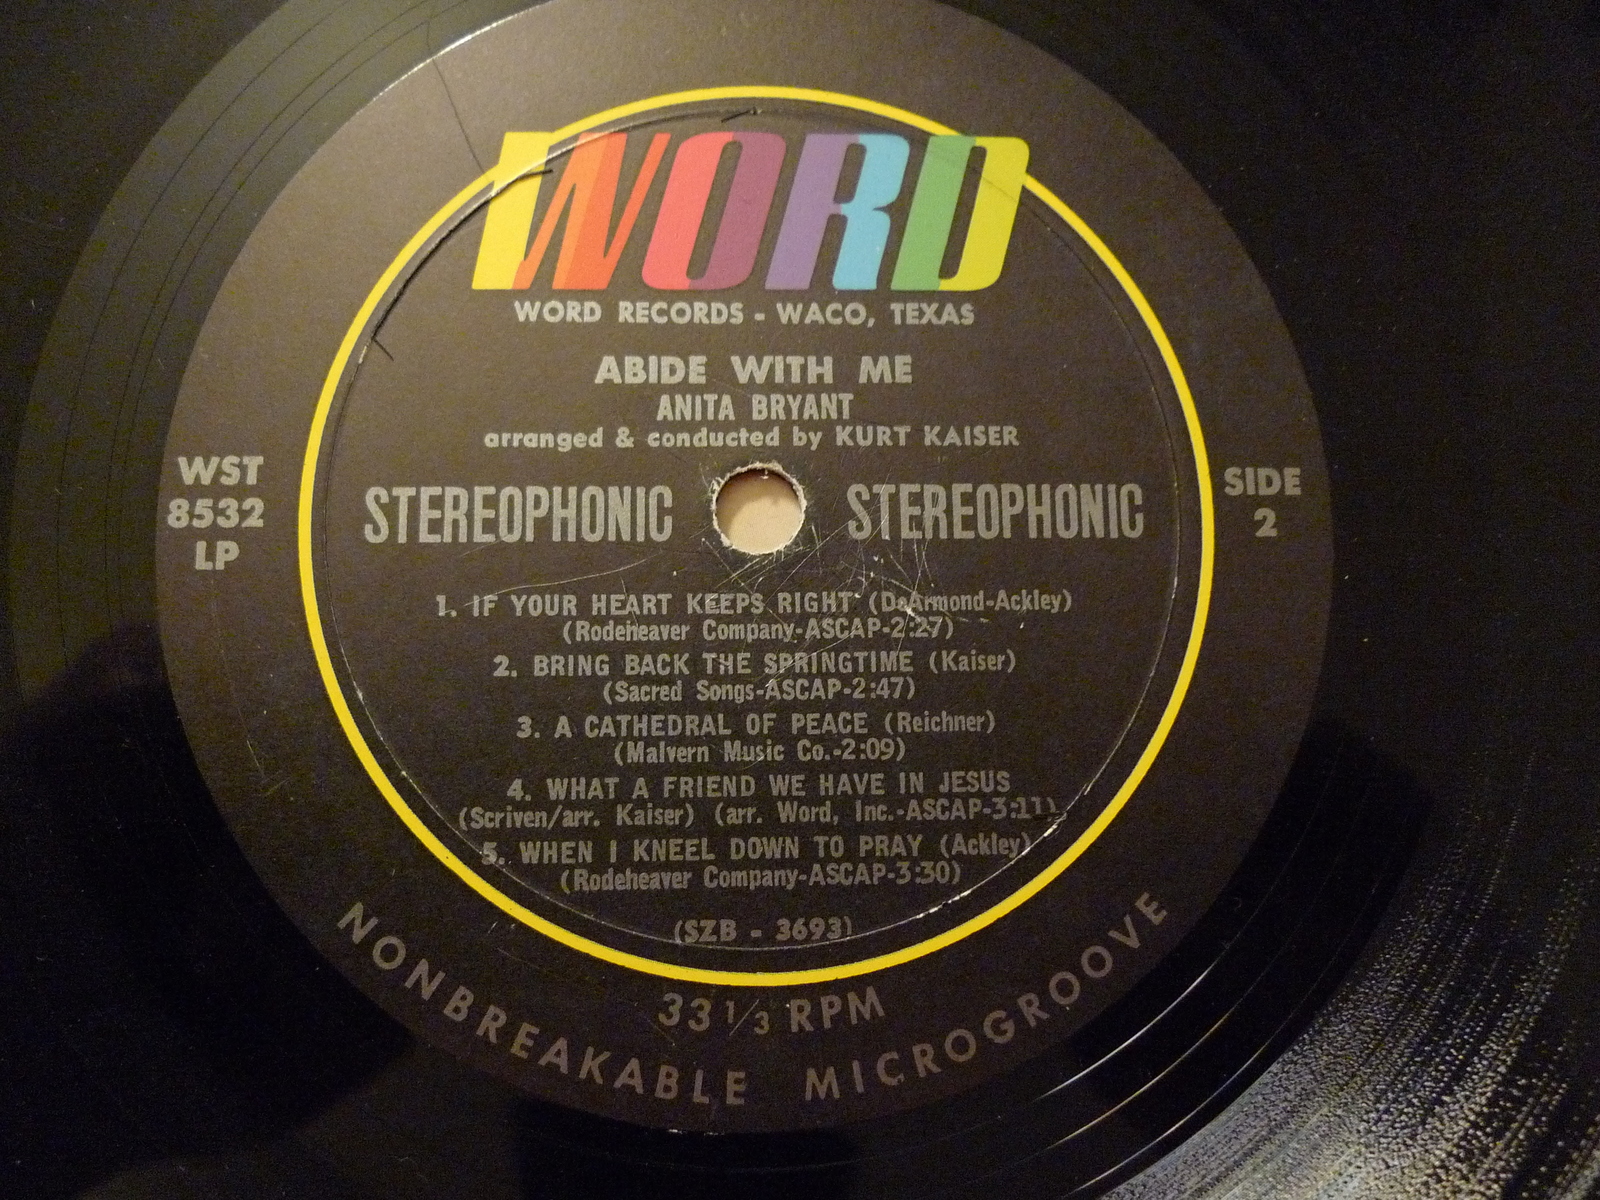 WORD
WORD RECORDS - WACO, TEXAS
ABIDE WITH ME
ANITA BRYANT
arranged & conducted by KURT KAISER
WST
8532
LP
STEREOPHONIC STEREOPHONIC
SIDE
2
1. IF YOUR HEART KEEPS RIGHT (DeArmond-Ackley)
(Rodeheaver Company-ASCAP-2:27)
2. BRING BACK THE SPRINGTIME (Kaiser)
(Sacred Songs-ASCAP-2:47)
3. A CATHEDRAL OF PEACE (Reichner)
(Malvern Music Co.-2:09)
4. WHAT A FRIEND WE HAVE IN JESUS
(Scriven/arr. Kaiser) (arr. Word, Inc.-ASCAP-3:11)
5. WHEN I KNEEL DOWN TO PRAY (Ackley)
(Rodeheaver Company-ASCAP-3:30)
(SZB - 3693)
33 1/3 RPM
NONBREAKABLE MICROGROOVE